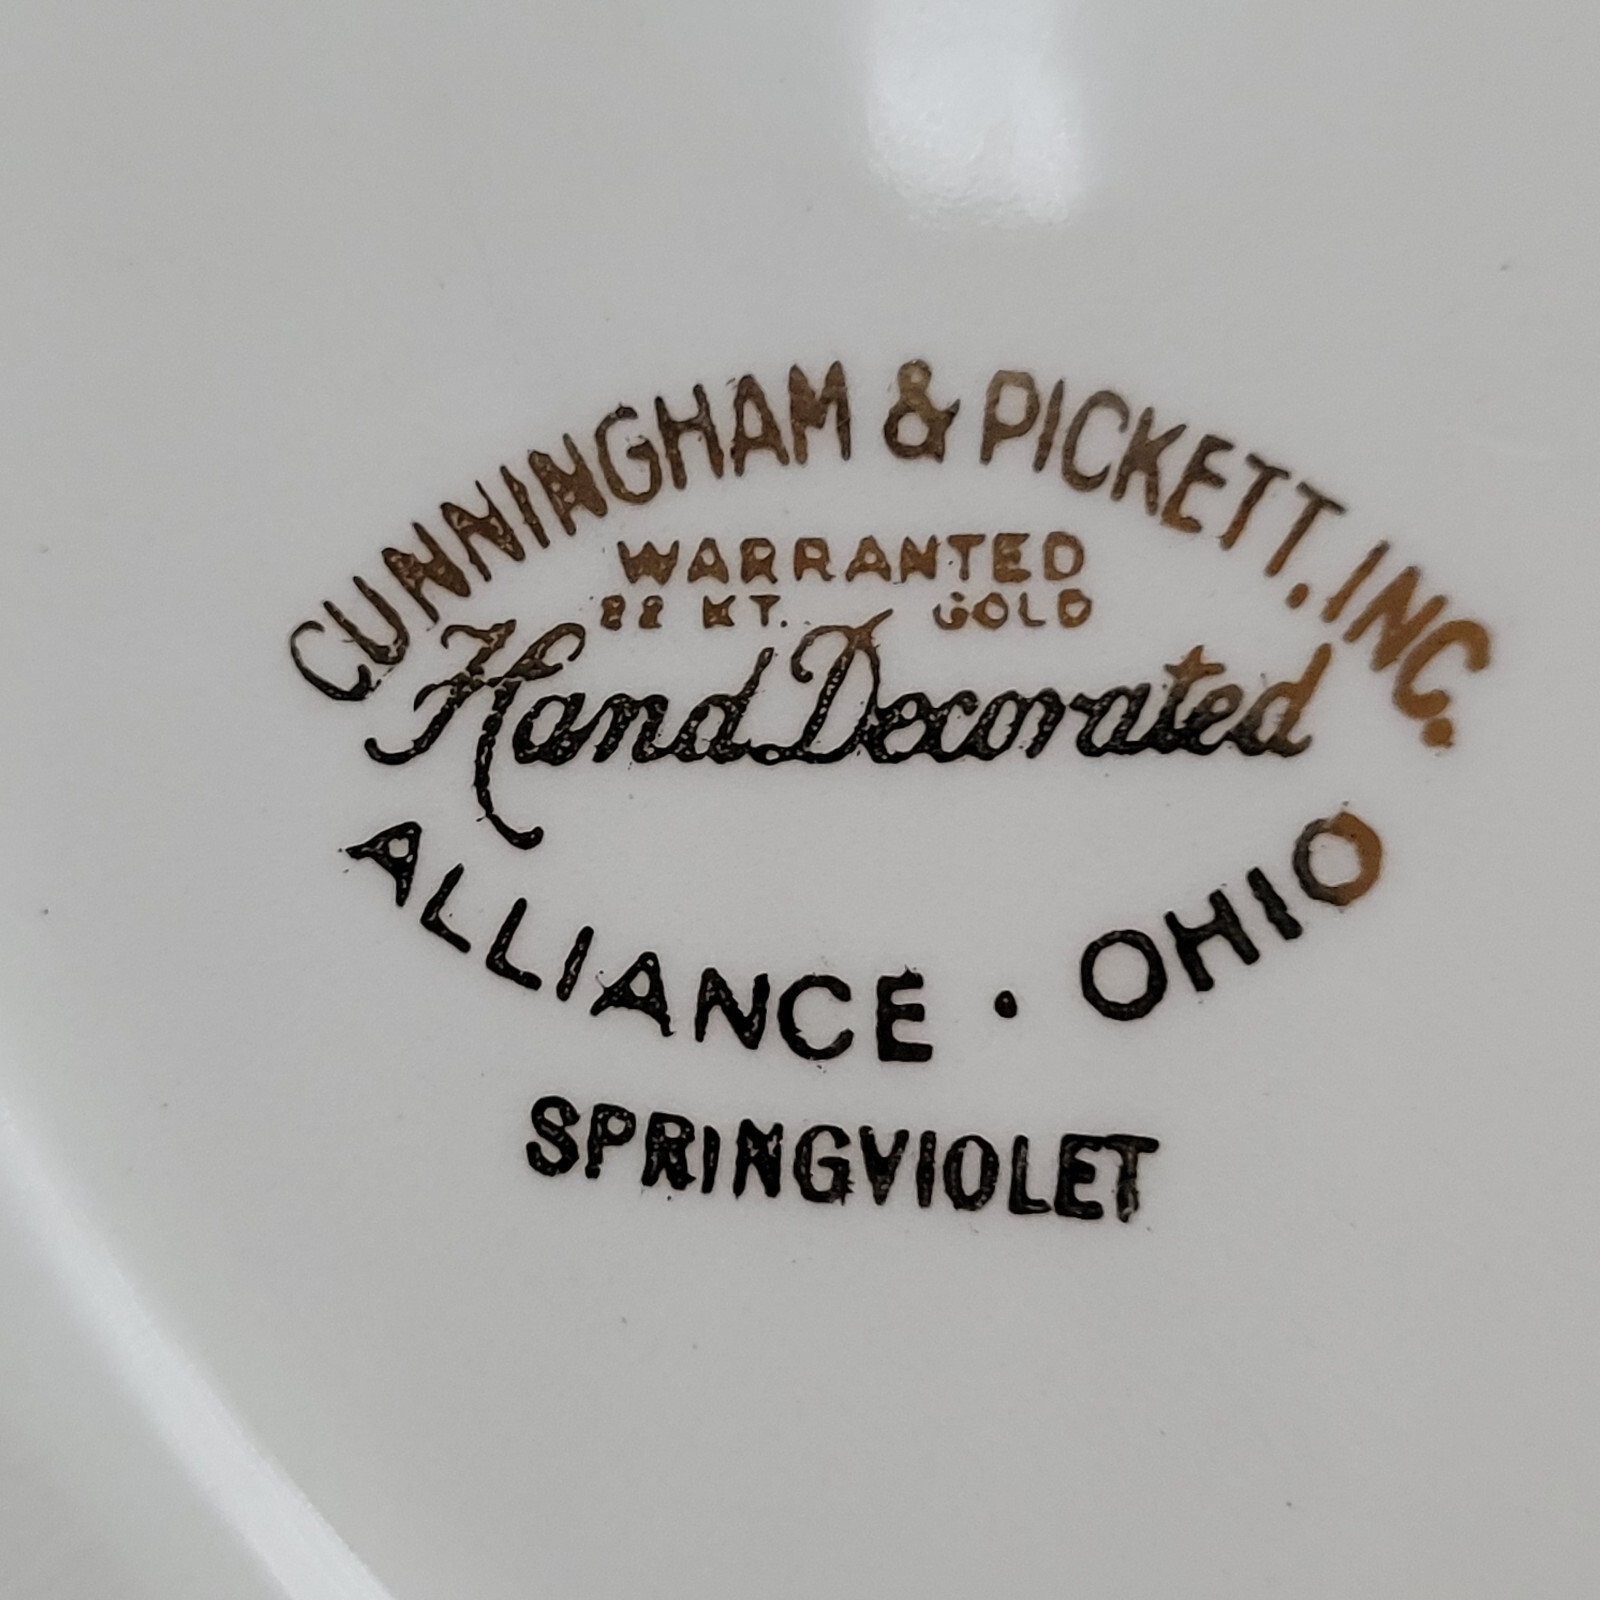 CUNNINGHAM & PICKETT, INC.
WARRANTED
22 KT. GOLD
Hand Decorated
ALLIANCE · OHIO
SPRINGVIOLET